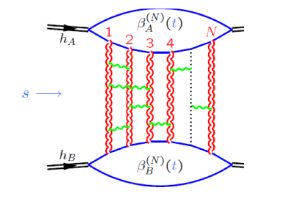 h_A β_A^{(N)}(t)
1 2 3 4 N
s →
h_B β_B^{(N)}(t)